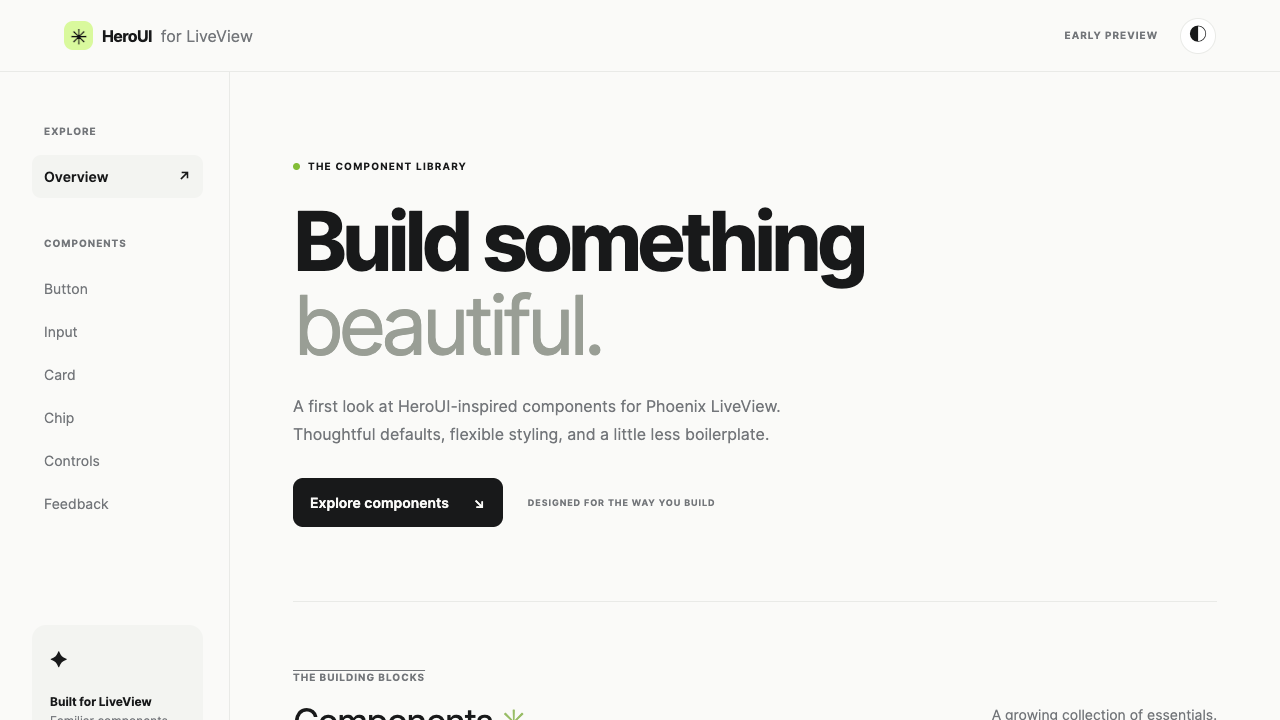 HeroUI for LiveView
EARLY PREVIEW
EXPLORE
Overview
COMPONENTS
Button
Input
Card
Chip
Controls
Feedback
Built for LiveView
Familiar components
THE COMPONENT LIBRARY
Build something
beautiful.
A first look at HeroUI-inspired components for Phoenix LiveView.
Thoughtful defaults, flexible styling, and a little less boilerplate.
Explore components
DESIGNED FOR THE WAY YOU BUILD
THE BUILDING BLOCKS
Components
A growing collection of essentials.